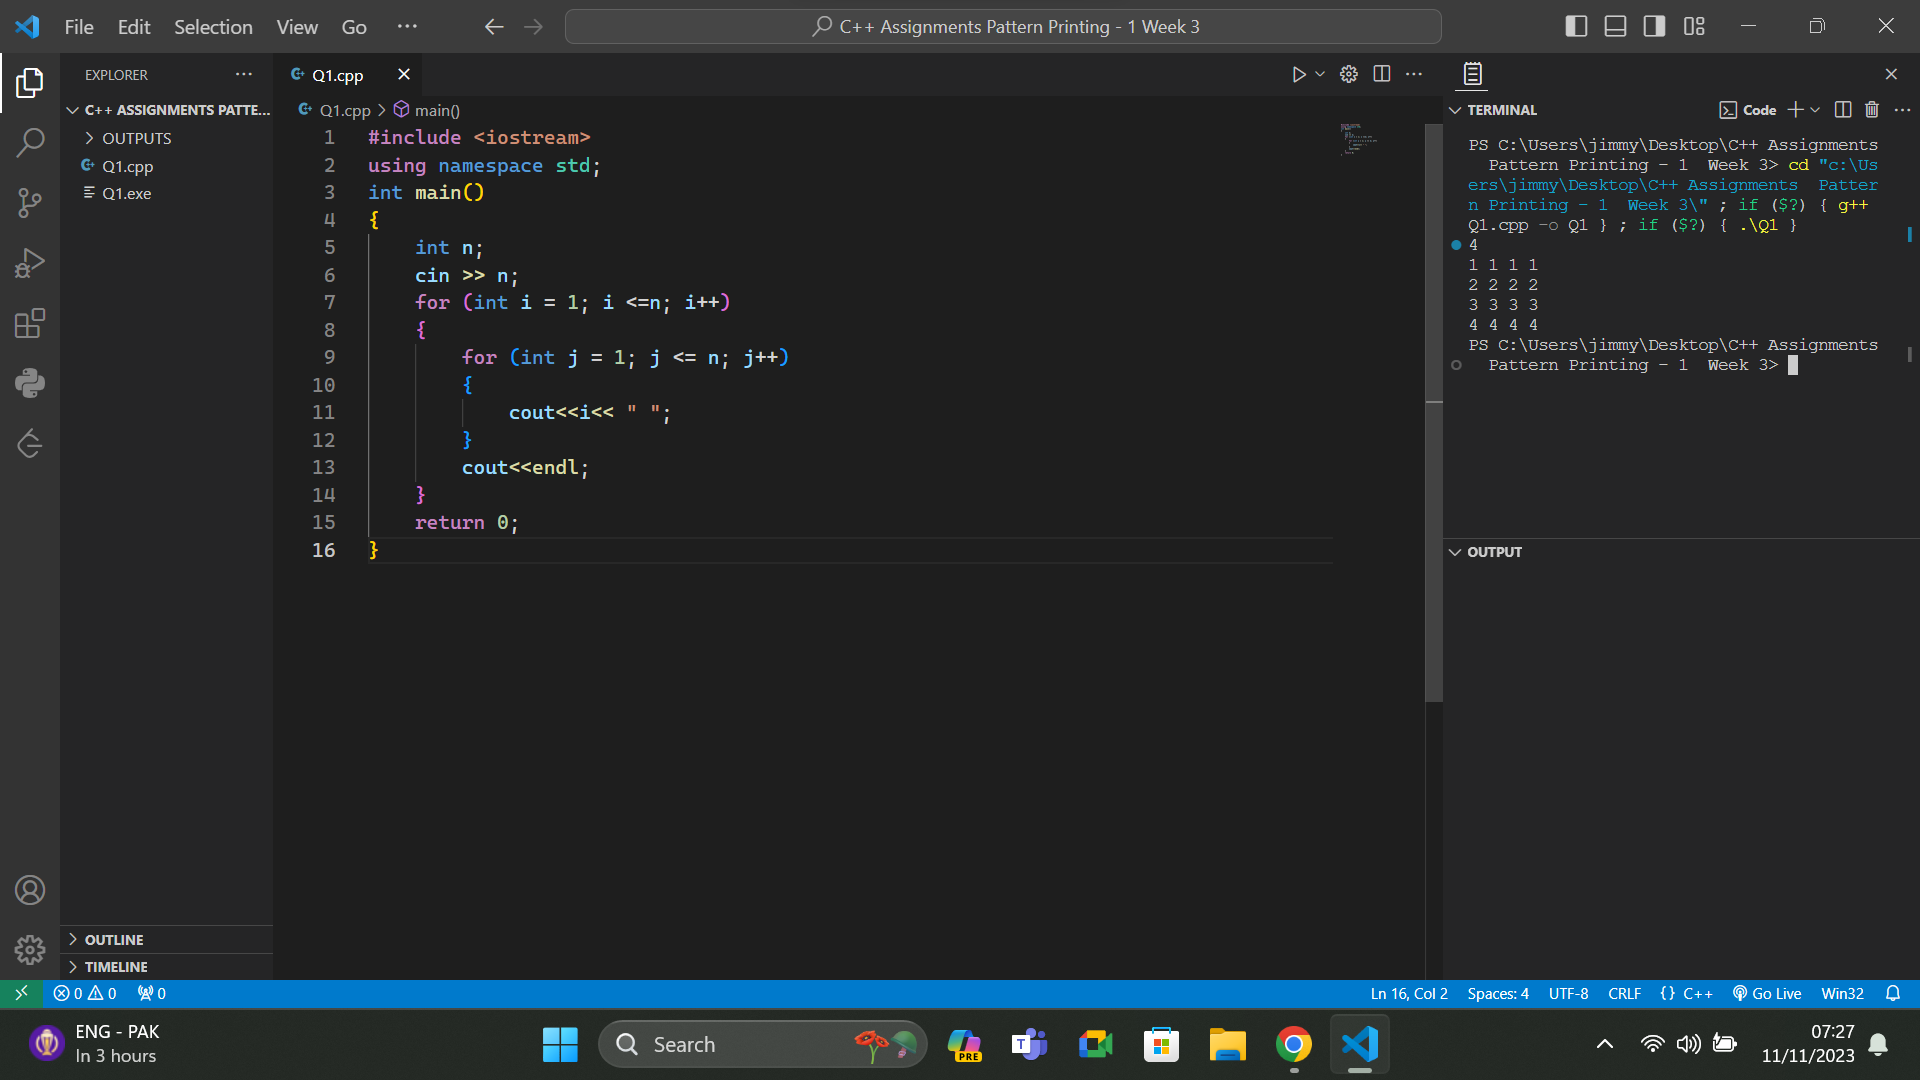 File Edit Selection View Go ···
C++ Assignments Pattern Printing - 1 Week 3
EXPLORER
C++ ASSIGNMENTS PATTE...
OUTPUTS
Q1.cpp
Q1.exe
OUTLINE
TIMELINE
Q1.cpp
Q1.cpp > main()
1 #include <iostream>
2 using namespace std;
3 int main()
4 {
5 int n;
6 cin >> n;
7 for (int i = 1; i <=n; i++)
8 {
9 for (int j = 1; j <= n; j++)
10 {
11 cout<<i<< " ";
12 }
13 cout<<endl;
14 }
15 return 0;
16 }
TERMINAL
Code
PS C:\Users\jimmy\Desktop\C++ Assignments
Pattern Printing - 1  Week 3> cd "c:\Us
ers\jimmy\Desktop\C++ Assignments  Patter
n Printing - 1  Week 3\" ; if ($?) { g++
Q1.cpp -o Q1 } ; if ($?) { .\Q1 }
4
1 1 1 1
2 2 2 2
3 3 3 3
4 4 4 4
PS C:\Users\jimmy\Desktop\C++ Assignments
Pattern Printing - 1  Week 3>
OUTPUT
0 0 0
Ln 16, Col 2 Spaces: 4 UTF-8 CRLF {} C++ Go Live Win32
ENG - PAK
In 3 hours
Search
PRE
T
07:27
11/11/2023